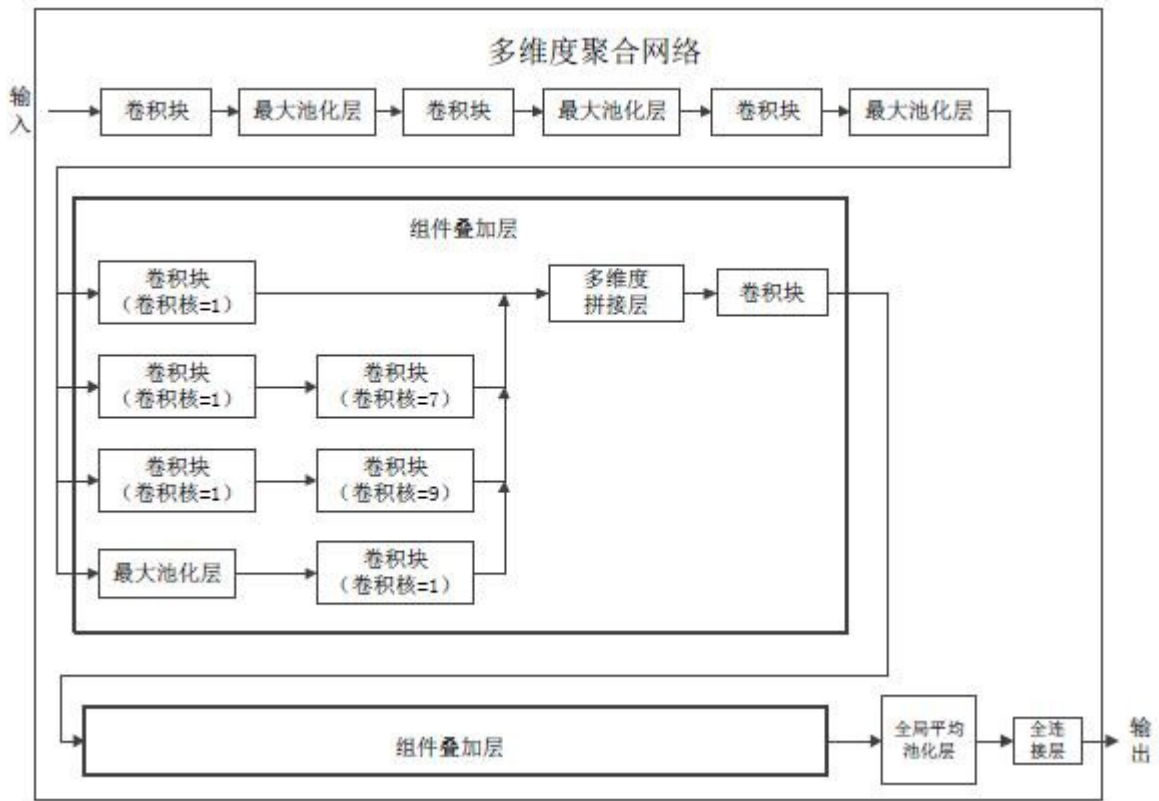 多维度聚合网络
输入
卷积块
最大池化层
卷积块
最大池化层
卷积块
最大池化层
组件叠加层
卷积块
（卷积核=1）
多维度
拼接层
卷积块
卷积块
（卷积核=1）
卷积块
（卷积核=7）
卷积块
（卷积核=1）
卷积块
（卷积核=9）
最大池化层
卷积块
（卷积核=1）
组件叠加层
全局平均
池化层
全连
接层
输出